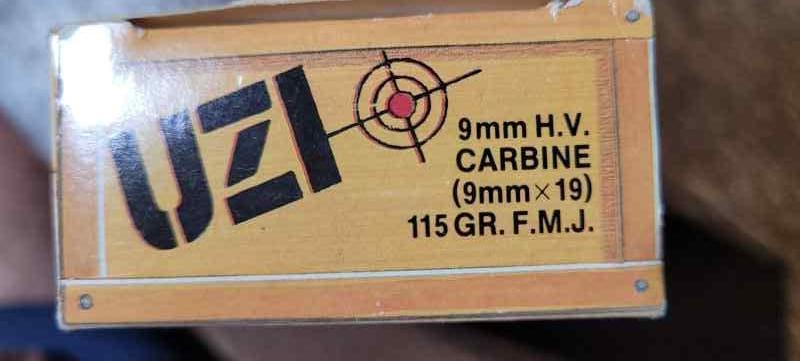 UZI
9mm H.V.
CARBINE
(9mm×19)
115 GR. F.M.J.